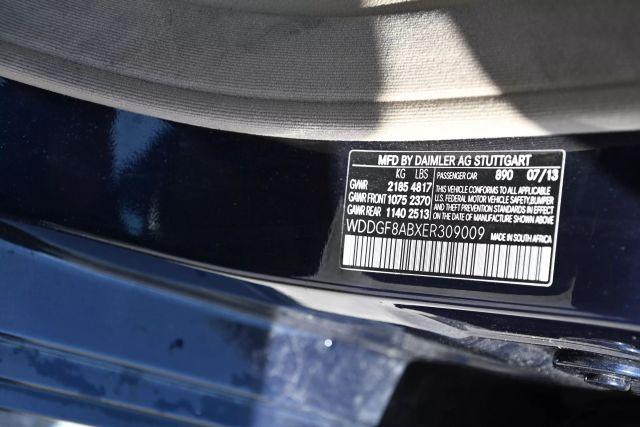 MFD BY DAIMLER AG STUTTGART
KG LBS PASSENGER CAR 890 07/13
GVWR 2185 4817 THIS VEHICLE CONFORMS TO ALL APPLICABLE
GAWR FRONT 1075 2370 U.S. FEDERAL MOTOR VEHICLE SAFETY, BUMPER
GAWR REAR 1140 2513 AND THEFT PREVENTION STANDARDS IN EFFECT
ON THE DATE OF MANUFACTURE SHOWN ABOVE
WDDGF8ABXER309009 MADE IN SOUTH AFRICA